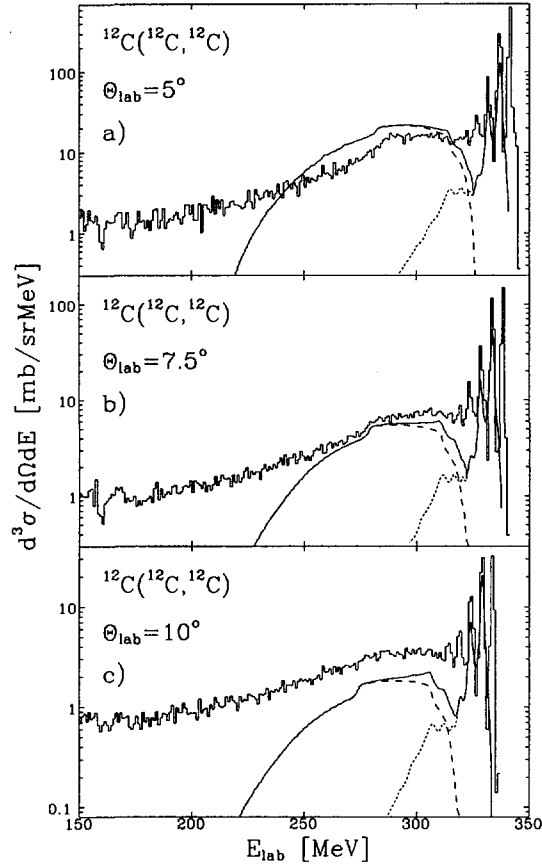 ¹²C(¹²C,¹²C)
Θlab=5°
a)
100
10
1
¹²C(¹²C,¹²C)
Θlab=7.5°
b)
100
10
1
¹²C(¹²C,¹²C)
Θlab=10°
c)
10
1
0.1
150 200 250 300 350
Elab [MeV]
d³σ/dΩdE [mb/srMeV]